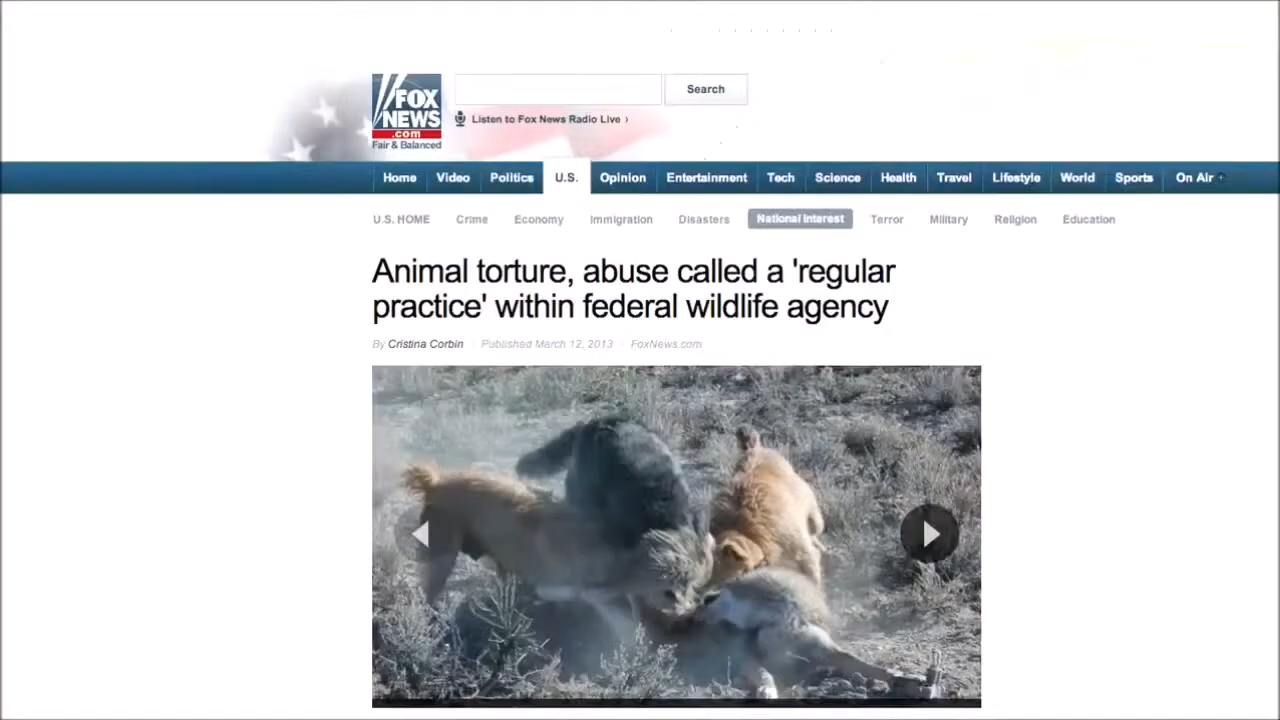 FOX
NEWS
.com
Fair & Balanced
Search
Listen to Fox News Radio Live ›
Home Video Politics U.S. Opinion Entertainment Tech Science Health Travel Lifestyle World Sports On Air
U.S. HOME Crime Economy Immigration Disasters National Interest Terror Military Religion Education
Animal torture, abuse called a 'regular
practice' within federal wildlife agency
By Cristina Corbin Published March 12, 2013 FoxNews.com